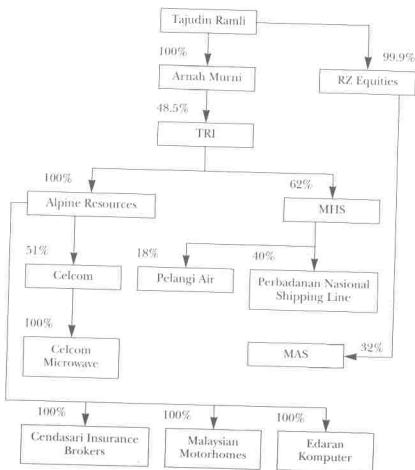 Tajudin Ramli
100%
99.9%
Arnah Murni
RZ Equities
48.5%
TRI
100%
62%
Alpine Resources
MHS
51%
18%
40%
Celcom
Pelangi Air
Perbadanan Nasional
Shipping Line
100%
Celcom
Microwave
MAS
32%
100%
100%
100%
Cendasari Insurance
Brokers
Malaysian
Motorhomes
Edaran
Komputer